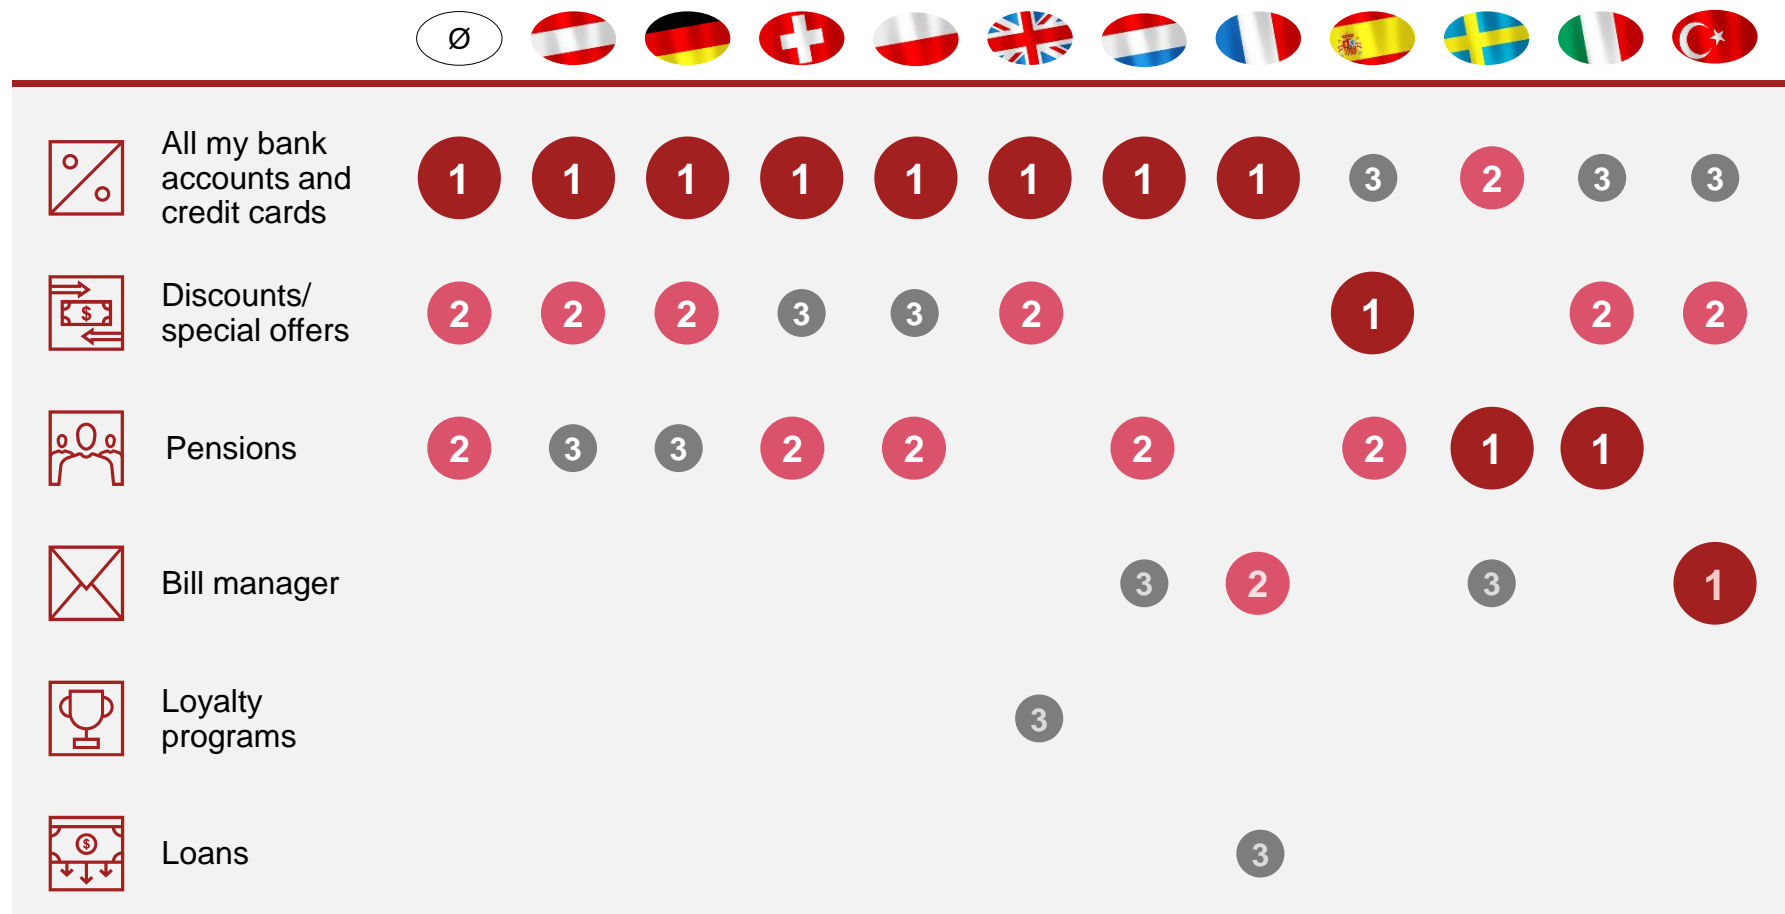 Ø
All my bank
accounts and
credit cards
1 1 1 1 1 1 1 1 3 2 3 3
Discounts/
special offers
2 2 2 3 3 2 1 2 2
Pensions
2 3 3 2 2 2 2 1 1
Bill manager
3 2 3 1
Loyalty
programs
3
Loans
3